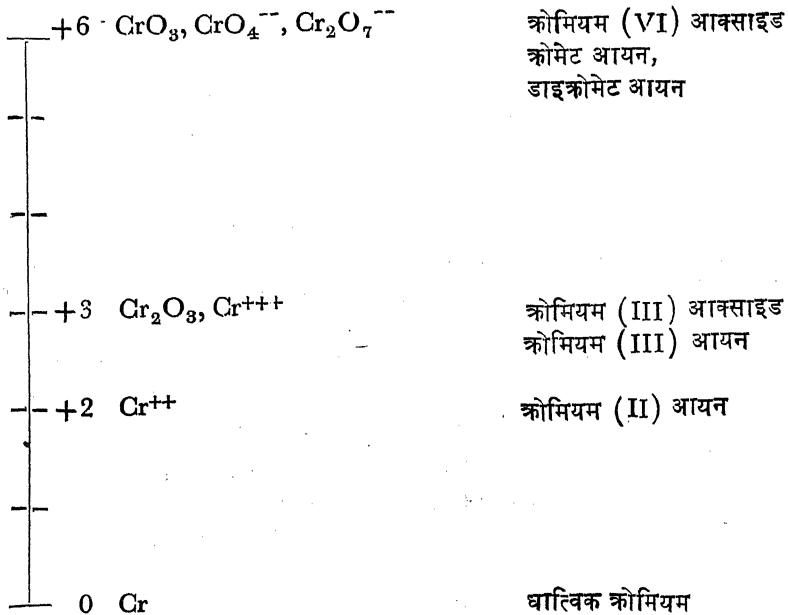 +6 CrO₃, CrO₄⁻⁻, Cr₂O₇⁻⁻ क्रोमियम (VI) आक्साइड
क्रोमेट आयन,
डाइक्रोमेट आयन
+3 Cr₂O₃, Cr⁺⁺⁺ क्रोमियम (III) आक्साइड
क्रोमियम (III) आयन
+2 Cr⁺⁺ क्रोमियम (II) आयन
0 Cr धात्विक क्रोमियम